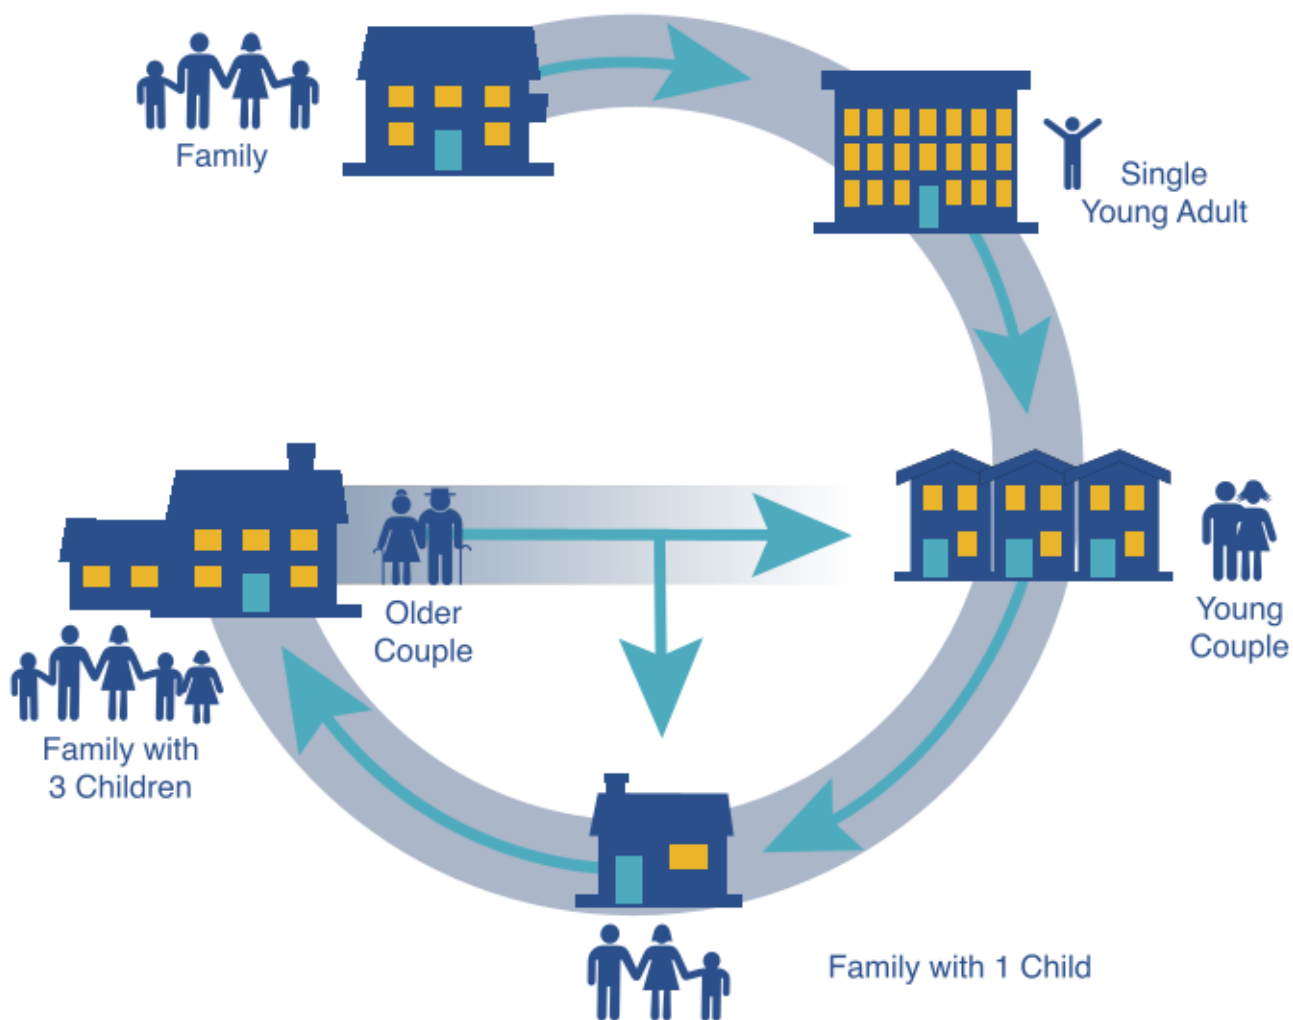 Family
Single
Young Adult
Older
Couple
Young
Couple
Family with
3 Children
Family with 1 Child